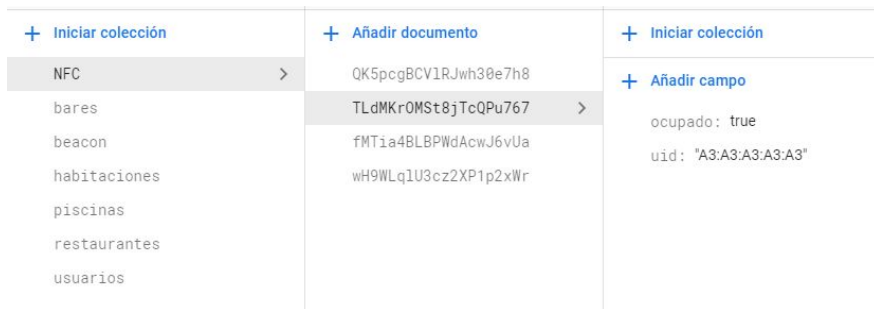 Iniciar colección
NFC
bares
beacon
habitaciones
piscinas
restaurantes
usuarios
Añadir documento
QK5pcgBCVlRJwh30e7h8
TLdMKrOMSt8jTcQPu767
fMTia4BLBPWdAcwJ6vUa
wH9WLqlU3cz2XP1p2xWr
Iniciar colección
Añadir campo
ocupado: true
uid: "A3:A3:A3:A3:A3"